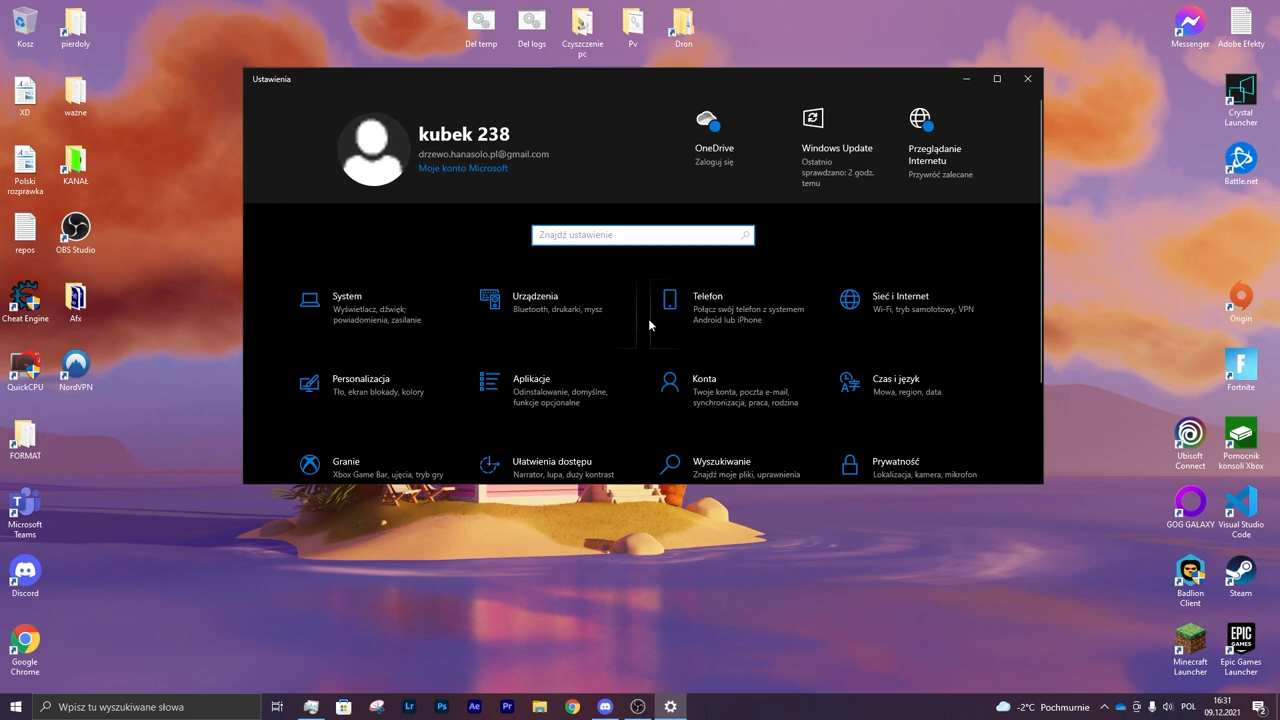 Kosz
pierdoly
Del temp
Del logs
Czyszczenie
pc
Pv
Dron
Messenger
Adobe Efekty
XD
ważne
Crystal
Launcher
Polski
rozprawka
KANAŁ
Battle.net
repos
OBS Studio
Cheat Engine
Afx
Origin
QuickCPU
NordVPN
Fortnite
FORMAT
Ubisoft
Connect
Pomocnik
konsoli Xbox
Microsoft
Teams
GOG GALAXY
Visual Studio
Code
Discord
Badlion
Client
Steam
Google
Chrome
Minecraft
Launcher
EPIC
GAMES
Epic Games
Launcher
Ustawienia
kubek 238
drzewo.hanasolo.pl@gmail.com
Moje konto Microsoft
OneDrive
Zaloguj się
Windows Update
Ostatnio
sprawdzano: 2 godz.
temu
Przeglądanie
Internetu
Przywróć zalecane
Znajdź ustawienie
System
Wyświetlacz, dźwięk,
powiadomienia, zasilanie
Urządzenia
Bluetooth, drukarki, mysz
Telefon
Połącz swój telefon z systemem
Android lub iPhone
Sieć i Internet
Wi-Fi, tryb samolotowy, VPN
Personalizacja
Tło, ekran blokady, kolory
Aplikacje
Odinstalowanie, domyślne,
funkcje opcjonalne
Konta
Twoje konta, poczta e-mail,
synchronizacja, praca, rodzina
Czas i język
Mowa, region, data
Granie
Xbox Game Bar, ujęcia, tryb gry
Ułatwienia dostępu
Narrator, lupa, duży kontrast
Wyszukiwanie
Znajdź moje pliki, uprawnienia
Prywatność
Lokalizacja, kamera, mikrofon
Wpisz tu wyszukiwane słowa
Lr
Ps
Ae
Pr
-2°C Pochmurnie
POL
16:31
09.12.2021
2